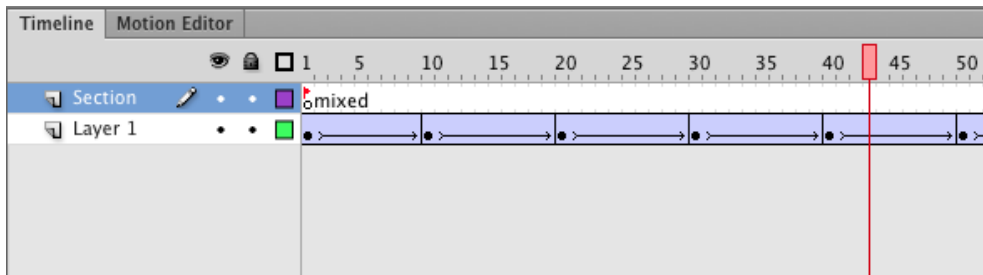 Timeline Motion Editor
1 5 10 15 20 25 30 35 40 45 50
Section mixed
Layer 1